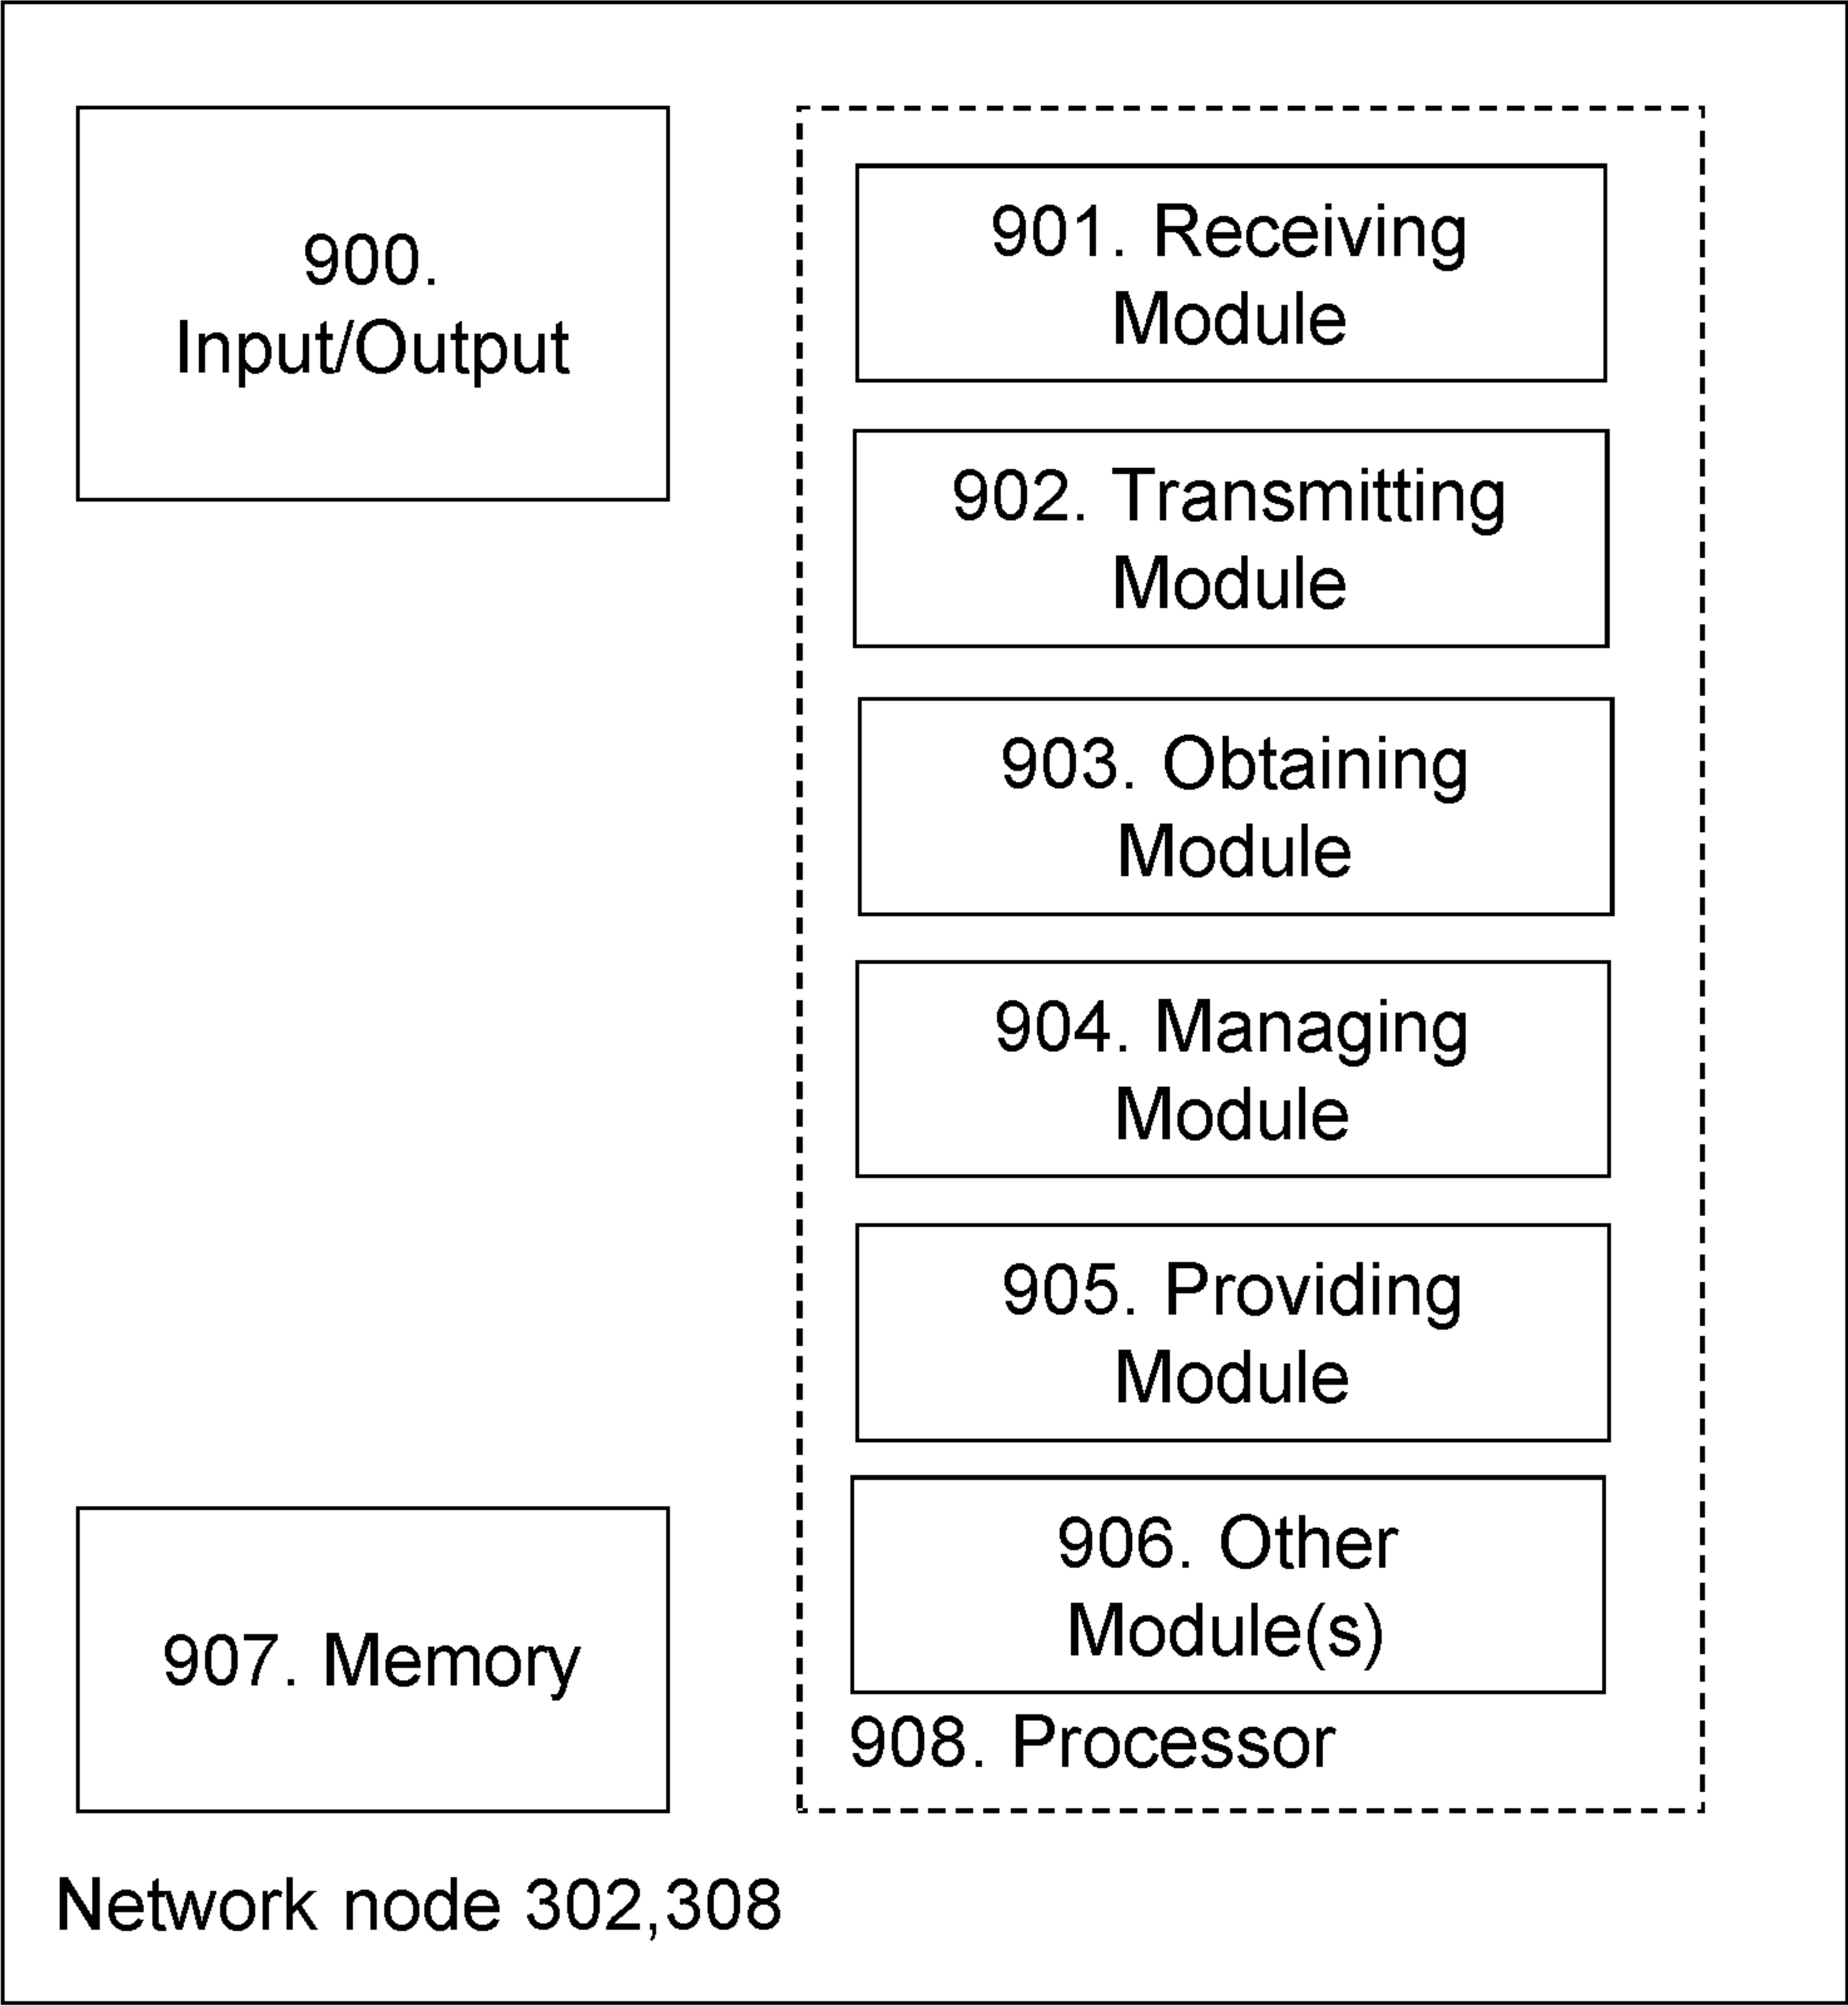 900.
Input/Output
901. Receiving
Module
902. Transmitting
Module
903. Obtaining
Module
904. Managing
Module
905. Providing
Module
906. Other
Module(s)
907. Memory
908. Processor
Network node 302,308